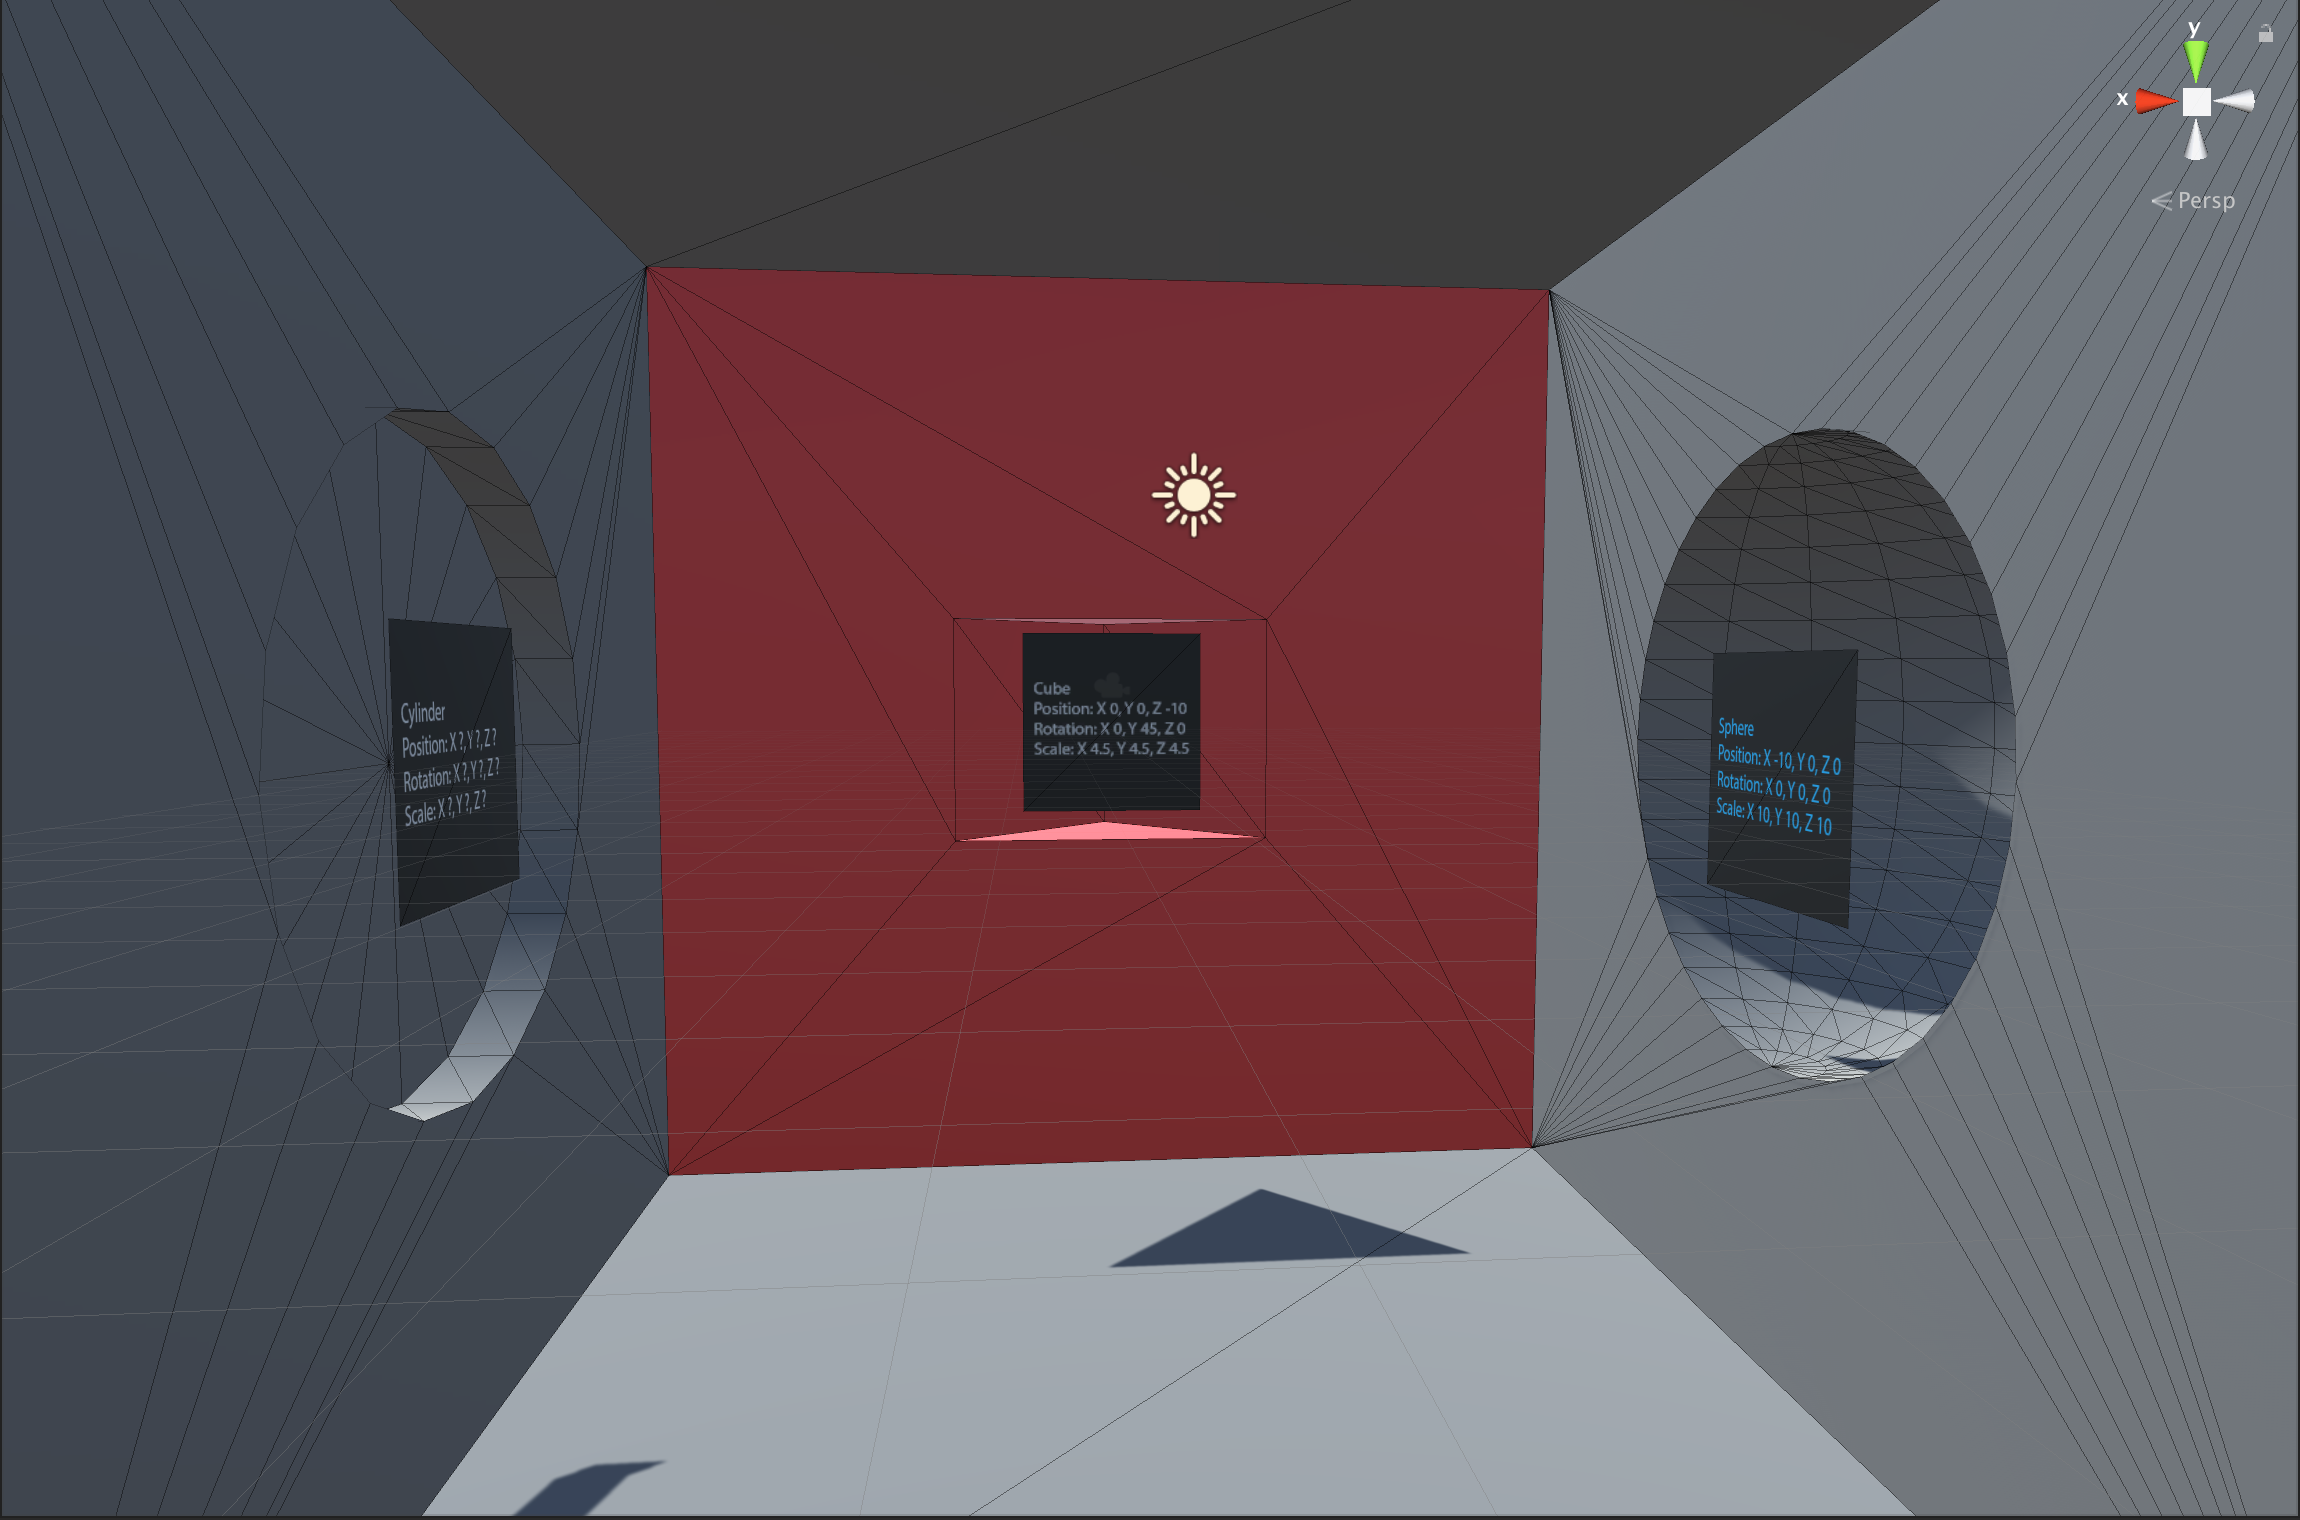 y
x
Persp
Cylinder
Position: X ?, Y ?, Z ?
Rotation: X ?, Y ?, Z ?
Scale: X ?, Y ?, Z ?
Cube
Position: X 0, Y 0, Z -10
Rotation: X 0, Y 45, Z 0
Scale: X 4.5, Y 4.5, Z 4.5
Sphere
Position: X -10, Y 0, Z 0
Rotation: X 0, Y 0, Z 0
Scale: X 10, Y 10, Z 10